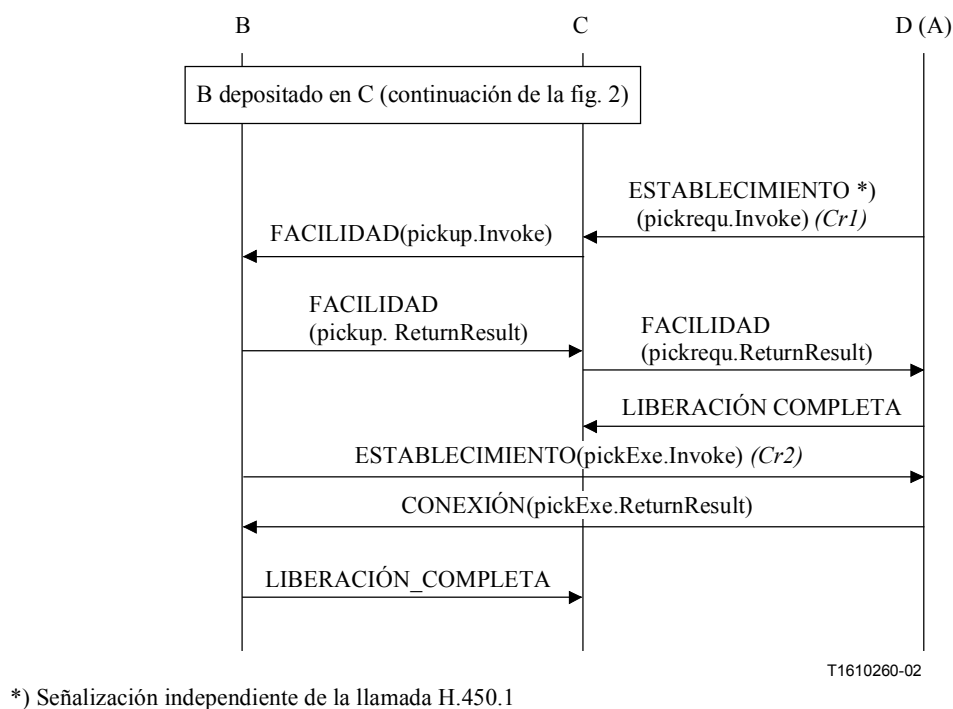 B C D (A)
B depositado en C (continuación de la fig. 2)
ESTABLECIMIENTO *)
(pickrequ.Invoke) (Cr1)
FACILIDAD(pickup.Invoke)
FACILIDAD
(pickup. ReturnResult)
FACILIDAD
(pickrequ.ReturnResult)
LIBERACIÓN COMPLETA
ESTABLECIMIENTO(pickExe.Invoke) (Cr2)
CONEXIÓN(pickExe.ReturnResult)
LIBERACIÓN_COMPLETA
T1610260-02
*) Señalización independiente de la llamada H.450.1